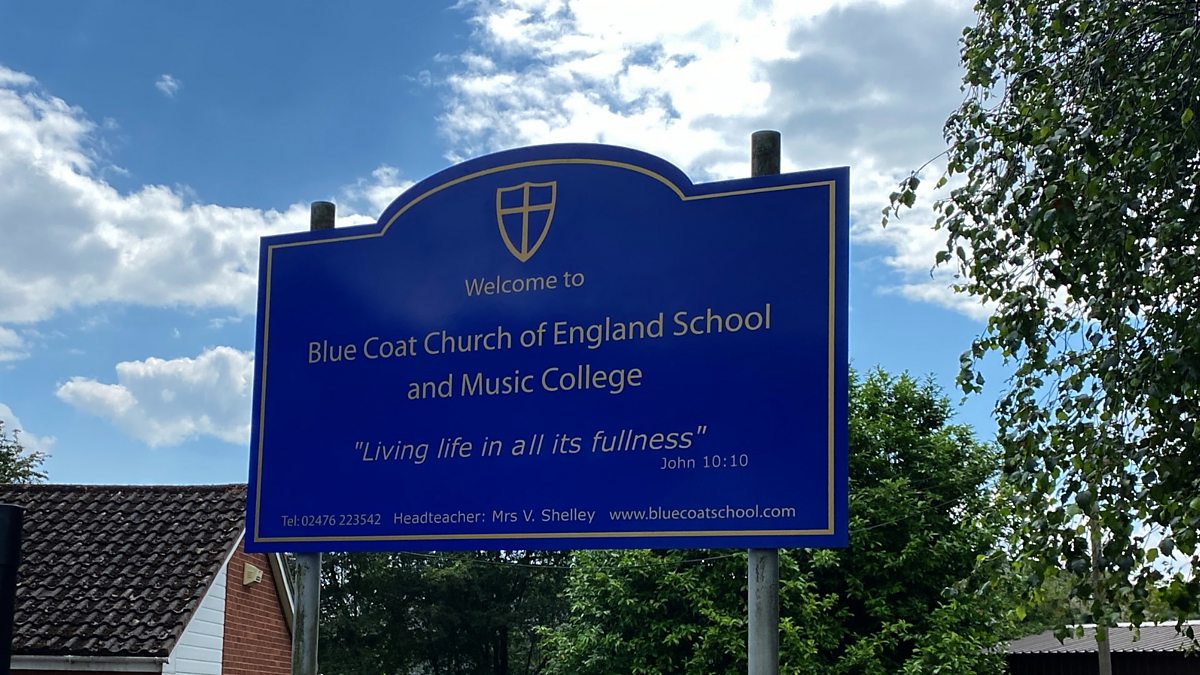 Welcome to
Blue Coat Church of England School
and Music College
"Living life in all its fullness"
John 10:10
Tel: 02476 223542 Headteacher: Mrs V. Shelley www.bluecoatschool.com